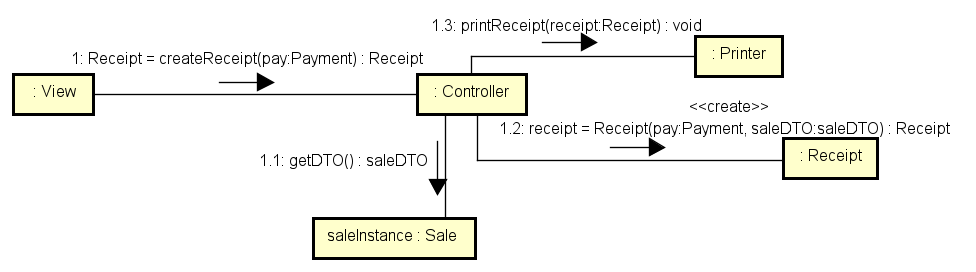 1.3: printReceipt(receipt:Receipt) : void
: Printer
1: Receipt = createReceipt(pay:Payment) : Receipt
: View
: Controller
<<create>>
1.2: receipt = Receipt(pay:Payment, saleDTO:saleDTO) : Receipt
: Receipt
1.1: getDTO() : saleDTO
saleInstance : Sale